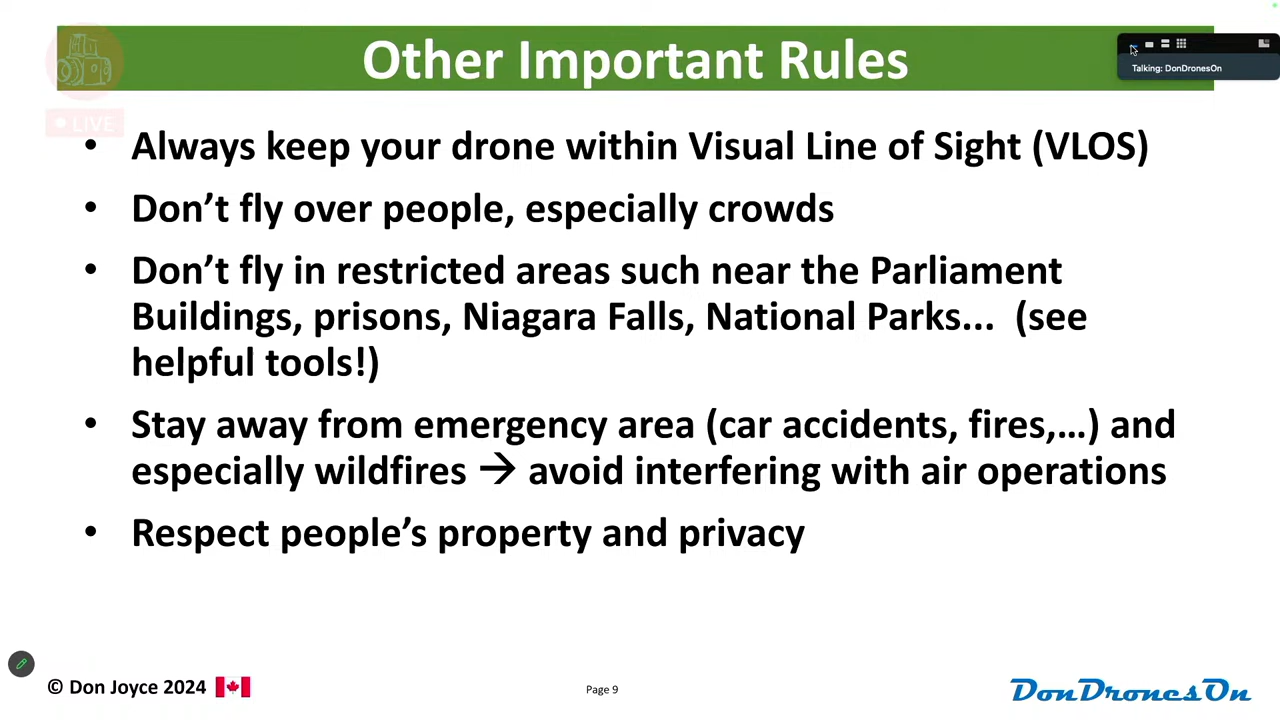 Other Important Rules
Talking: DonDronesOn
• LIVE
• Always keep your drone within Visual Line of Sight (VLOS)
• Don’t fly over people, especially crowds
• Don’t fly in restricted areas such near the Parliament
Buildings, prisons, Niagara Falls, National Parks... (see
helpful tools!)
• Stay away from emergency area (car accidents, fires,…) and
especially wildfires → avoid interfering with air operations
• Respect people’s property and privacy
© Don Joyce 2024
Page 9
DonDronesOn